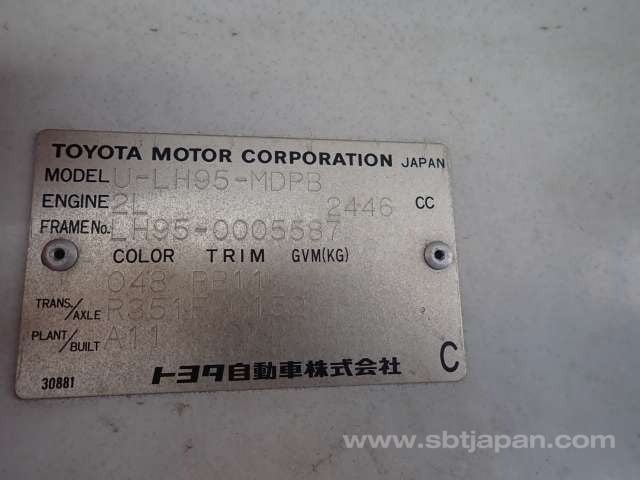 TOYOTA MOTOR CORPORATION JAPAN
MODEL U-LH95-MDPB
ENGINE 2L 2446 CC
FRAME No. LH95-0005587
COLOR TRIM GVM(KG)
048
TRANS./AXLE
PLANT/BUILT A11
トヨタ自動車株式会社
30881 C
www.sbtjapan.com